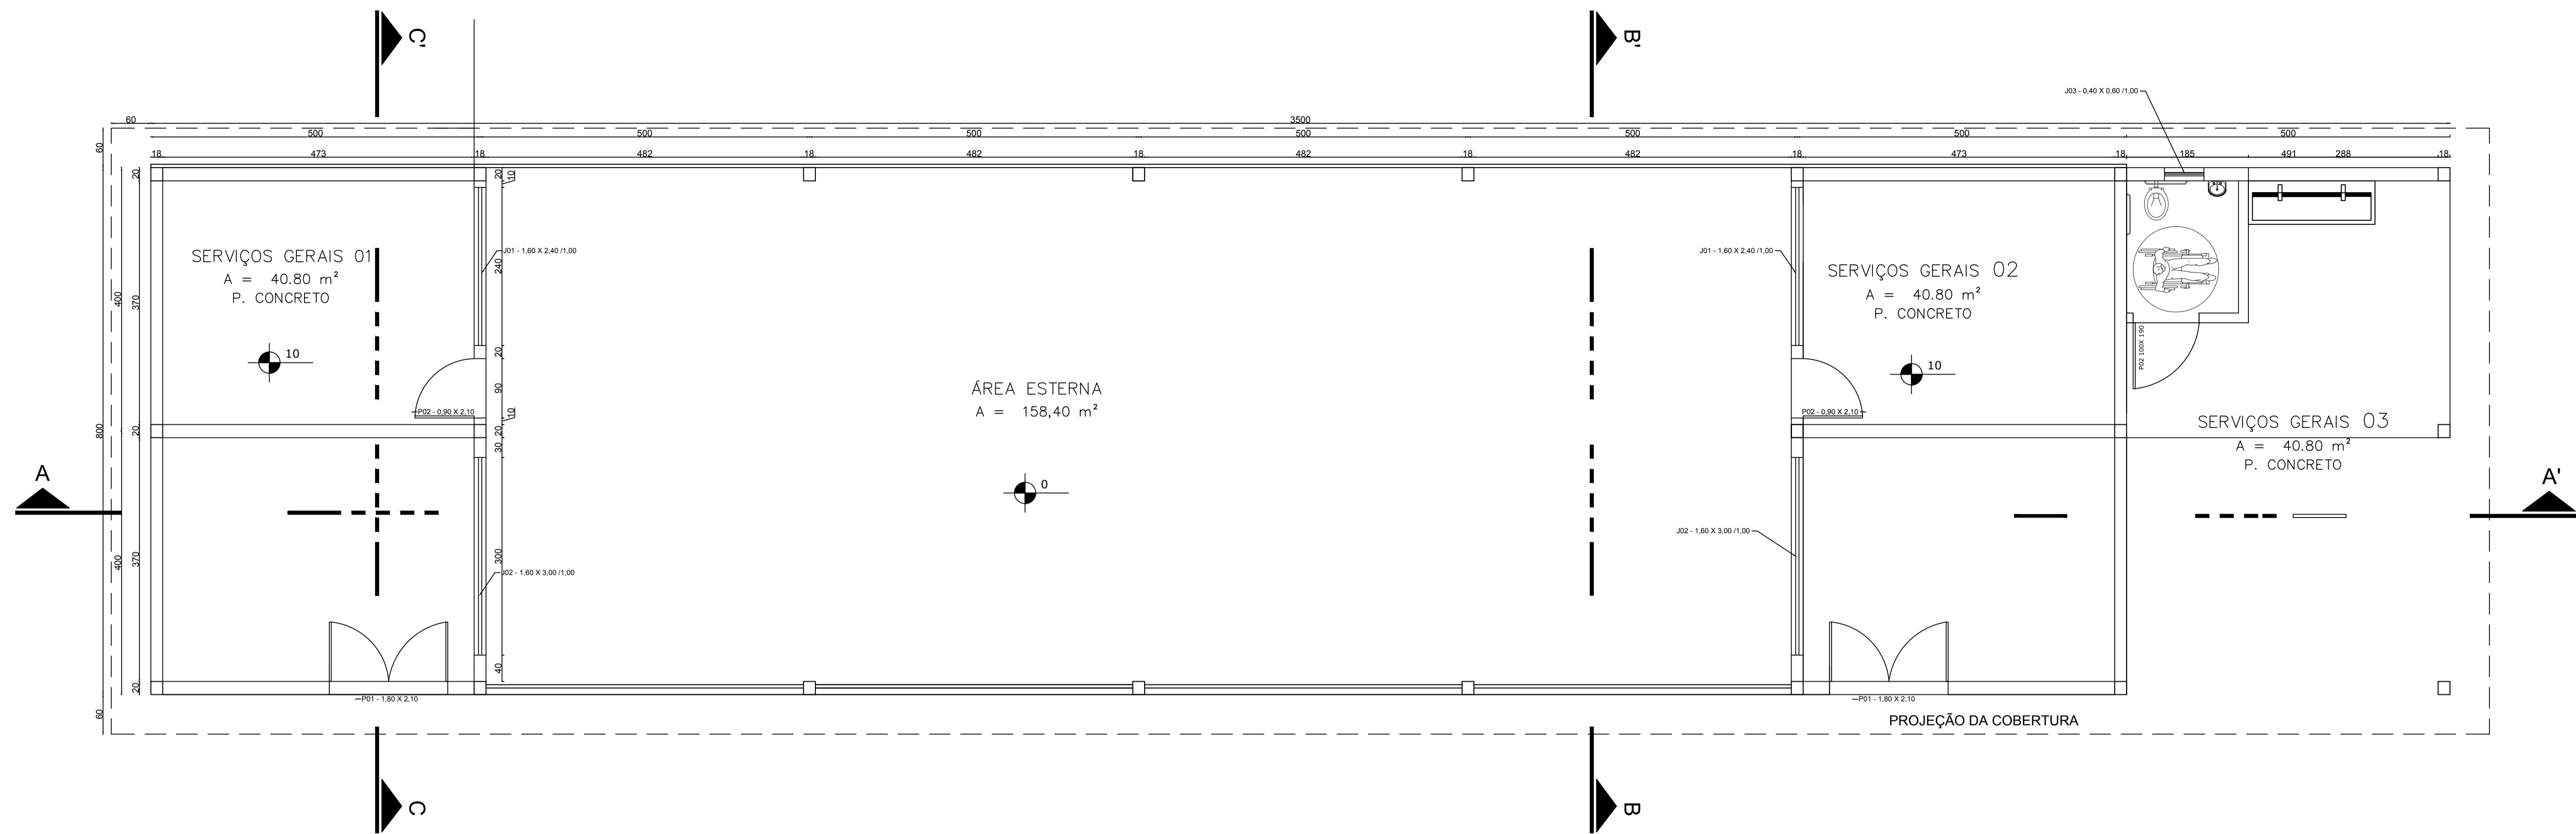 C'
B'
J03 - 0,40 X 0,60 /1,00
60
3500
500
500
500
500
500
500
500
60
18
473
18
482
18
482
18
482
18
482
18
473
18
185
491
288
18
20
20
10
SERVIÇOS GERAIS 01
A = 40.80 m²
P. CONCRETO
J01 - 1,60 X 2,40 /1,00
240
J01 - 1,60 X 2,40 /1,00
SERVIÇOS GERAIS 02
A = 40.80 m²
P. CONCRETO
400
370
10
20
P02 100X 190
10
90
ÁREA ESTERNA
A = 158,40 m²
P02 - 0,90 X 2,10
10
P02 - 0,90 X 2,10
SERVIÇOS GERAIS 03
A = 40.80 m²
P. CONCRETO
800
20
20
30
A
A'
0
J02 - 1,60 X 3,00 /1,00
400
370
300
J02 - 1,60 X 3,00 /1,00
40
20
P01 - 1,80 X 2,10
P01 - 1,80 X 2,10
60
PROJEÇÃO DA COBERTURA
C
B